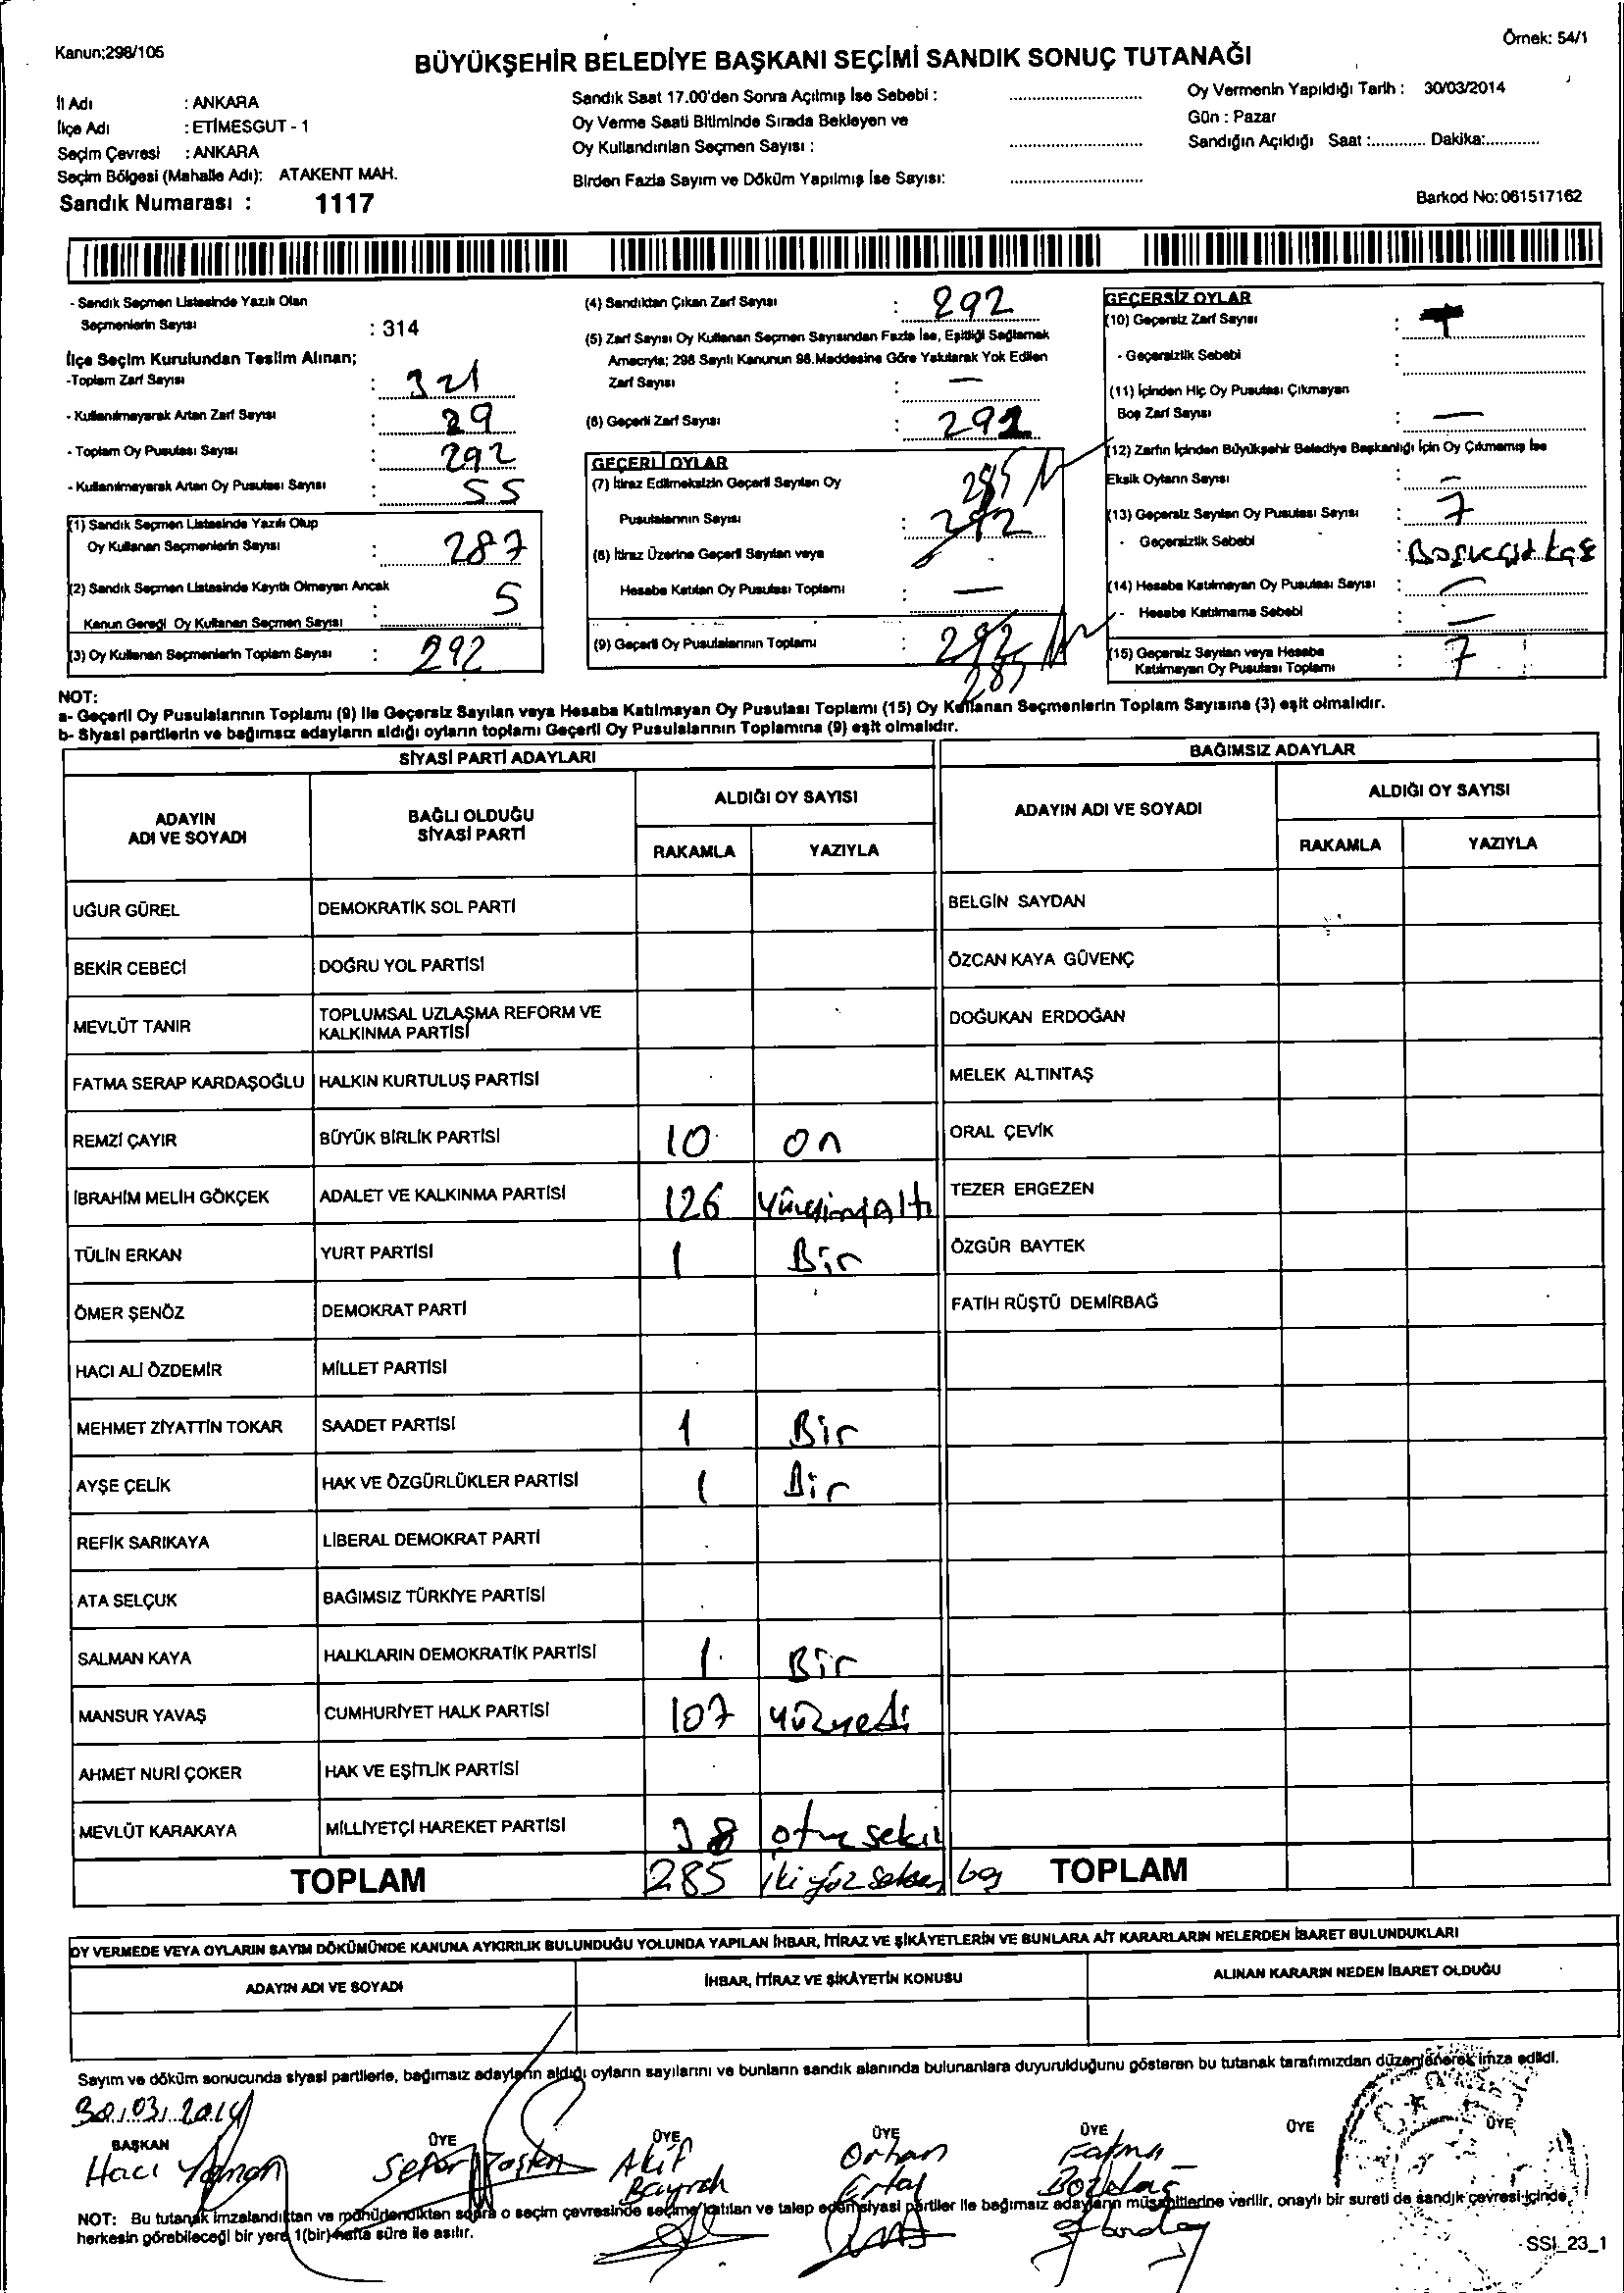 Kanun;298/105
Örnek: 54/1
BÜYÜKŞEHİR BELEDİYE BAŞKANI SEÇİMİ SANDIK SONUÇ TUTANAĞI
İl Adı : ANKARA
İlçe Adı : ETİMESGUT - 1
Seçim Çevresi : ANKARA
Seçim Bölgesi (Mahalle Adı): ATAKENT MAH.
Sandık Numarası : 1117
Sandık Saat 17.00'den Sonra Açılmış İse Sebebi :
Oy Verme Saati Bitiminde Sırada Bekleyen ve
Oy Kullandırılan Seçmen Sayısı :
Birden Fazla Sayım ve Döküm Yapılmış İse Sayısı:
Oy Vermenin Yapıldığı Tarih : 30/03/2014
Gün : Pazar
Sandığın Açıldığı Saat :............ Dakika:............
Barkod No: 061517162
- Sandık Seçmen Listesinde Yazılı Olan
Seçmenlerin Sayısı : 314
İlçe Seçim Kurulundan Teslim Alınan;
-Toplam Zarf Sayısı : 321
- Kullanılmayarak Artan Zarf Sayısı : 29
- Toplam Oy Pusulası Sayısı : 292
- Kullanılmayarak Artan Oy Pusulası Sayısı : 55
(1) Sandık Seçmen Listesinde Yazılı Olup
Oy Kullanan Seçmenlerin Sayısı : 287
(2) Sandık Seçmen Listesinde Kayıtlı Olmayan Ancak
Kanun Gereği Oy Kullanan Seçmen Sayısı : 5
(3) Oy Kullanan Seçmenlerin Toplam Sayısı : 292
(4) Sandıktan Çıkan Zarf Sayısı : 292
(5) Zarf Sayısı Oy Kullanan Seçmen Sayısından Fazla İse, Eşitliği Sağlamak
Amacıyla; 298 Sayılı Kanunun 98.Maddesine Göre Yakılarak Yok Edilen
Zarf Sayısı : —
(6) Geçerli Zarf Sayısı : 292
GEÇERLİ OYLAR
(7) İtiraz Edilmeksizin Geçerli Sayılan Oy 285
Pusulalarının Sayısı : 292
(8) İtiraz Üzerine Geçerli Sayılan veya
Hesaba Katılan Oy Pusulası Toplamı : —
(9) Geçerli Oy Pusulalarının Toplamı : 292
285
GEÇERSİZ OYLAR
(10) Geçersiz Zarf Sayısı :
- Geçersizlik Sebebi :
(11) İçinden Hiç Oy Pusulası Çıkmayan
Boş Zarf Sayısı : —
(12) Zarfın İçinden Büyükşehir Belediye Başkanlığı İçin Oy Çıkmamış İse
Eksik Oyların Sayısı : —
(13) Geçersiz Sayılan Oy Pusulası Sayısı : 7
- Geçersizlik Sebebi :
(14) Hesaba Katılmayan Oy Pusulası Sayısı : —
- Hesaba Katılmama Sebebi : —
(15) Geçersiz Sayılan veya Hesaba
Katılmayan Oy Pusulası Toplamı : 7
NOT:
a- Geçerli Oy Pusulalarının Toplamı (9) ile Geçersiz Sayılan veya Hesaba Katılmayan Oy Pusulası Toplamı (15) Oy Kullanan Seçmenlerin Toplam Sayısına (3) eşit olmalıdır.
b- Siyasi partilerin ve bağımsız adayların aldığı oyların toplamı Geçerli Oy Pusulalarının Toplamına (9) eşit olmalıdır.
SİYASİ PARTİ ADAYLARI
BAĞIMSIZ ADAYLAR
ADAYIN
ADI VE SOYADI
BAĞLI OLDUĞU
SİYASİ PARTİ
ALDIĞI OY SAYISI
RAKAMLA YAZIYLA
ADAYIN ADI VE SOYADI
ALDIĞI OY SAYISI
RAKAMLA YAZIYLA
UĞUR GÜREL DEMOKRATİK SOL PARTİ BELGİN SAYDAN
BEKİR CEBECİ DOĞRU YOL PARTİSİ ÖZCAN KAYA GÜVENÇ
MEVLÜT TANIR TOPLUMSAL UZLAŞMA REFORM VE
KALKINMA PARTİSİ DOĞUKAN ERDOĞAN
FATMA SERAP KARDAŞOĞLU HALKIN KURTULUŞ PARTİSİ MELEK ALTINTAŞ
REMZİ ÇAYIR BÜYÜK BİRLİK PARTİSİ 10 on ORAL ÇEVİK
İBRAHİM MELİH GÖKÇEK ADALET VE KALKINMA PARTİSİ 126 TEZER ERGEZEN
TÜLİN ERKAN YURT PARTİSİ 1 Bir ÖZGÜR BAYTEK
ÖMER ŞENÖZ DEMOKRAT PARTİ FATİH RÜŞTÜ DEMİRBAĞ
HACI ALİ ÖZDEMİR MİLLET PARTİSİ
MEHMET ZİYATTİN TOKAR SAADET PARTİSİ 1 Bir
AYŞE ÇELİK HAK VE ÖZGÜRLÜKLER PARTİSİ 1 Bir
REFİK SARIKAYA LİBERAL DEMOKRAT PARTİ
ATA SELÇUK BAĞIMSIZ TÜRKİYE PARTİSİ
SALMAN KAYA HALKLARIN DEMOKRATİK PARTİSİ 1 Bir
MANSUR YAVAŞ CUMHURİYET HALK PARTİSİ 107 yüzyedi
AHMET NURİ ÇOKER HAK VE EŞİTLİK PARTİSİ
MEVLÜT KARAKAYA MİLLİYETÇİ HAREKET PARTİSİ 38
TOPLAM 285 iki yüz seksen beş TOPLAM
OY VERMEDE VEYA OYLARIN SAYIM DÖKÜMÜNDE KANUNA AYKIRILIK BULUNDUĞU YOLUNDA YAPILAN İHBAR, İTİRAZ VE ŞİKÂYETLERİN VE BUNLARA AİT KARARLARIN NELERDEN İBARET BULUNDUKLARI
ADAYIN ADI VE SOYADI İHBAR, İTİRAZ VE ŞİKÂYETİN KONUSU ALINAN KARARIN NEDEN İBARET OLDUĞU
Sayım ve döküm sonucunda siyasi partilerle, bağımsız adayların aldığı oyların sayılarını ve bunların sandık alanında bulunanlara duyurulduğunu gösteren bu tutanak tarafımızdan düzenlenerek imza edildi.
30.03.2014
BAŞKAN ÜYE ÜYE ÜYE ÜYE ÜYE ÜYE
Hacı Yaman Sefer Taşkın Akif Orhan Fatma
Bayrak Ertal Bozdağ
NOT: Bu tutanak imzalandıktan ve mühürlendikten sonra o seçim çevresinde seçime katılan ve talep eden siyasi partiler ile bağımsız adayların müşahitlerine verilir, onaylı bir sureti de sandık çevresi içinde
herkesin görebileceği bir yere 1(bir) hafta süre ile asılır.
SSI_23_1